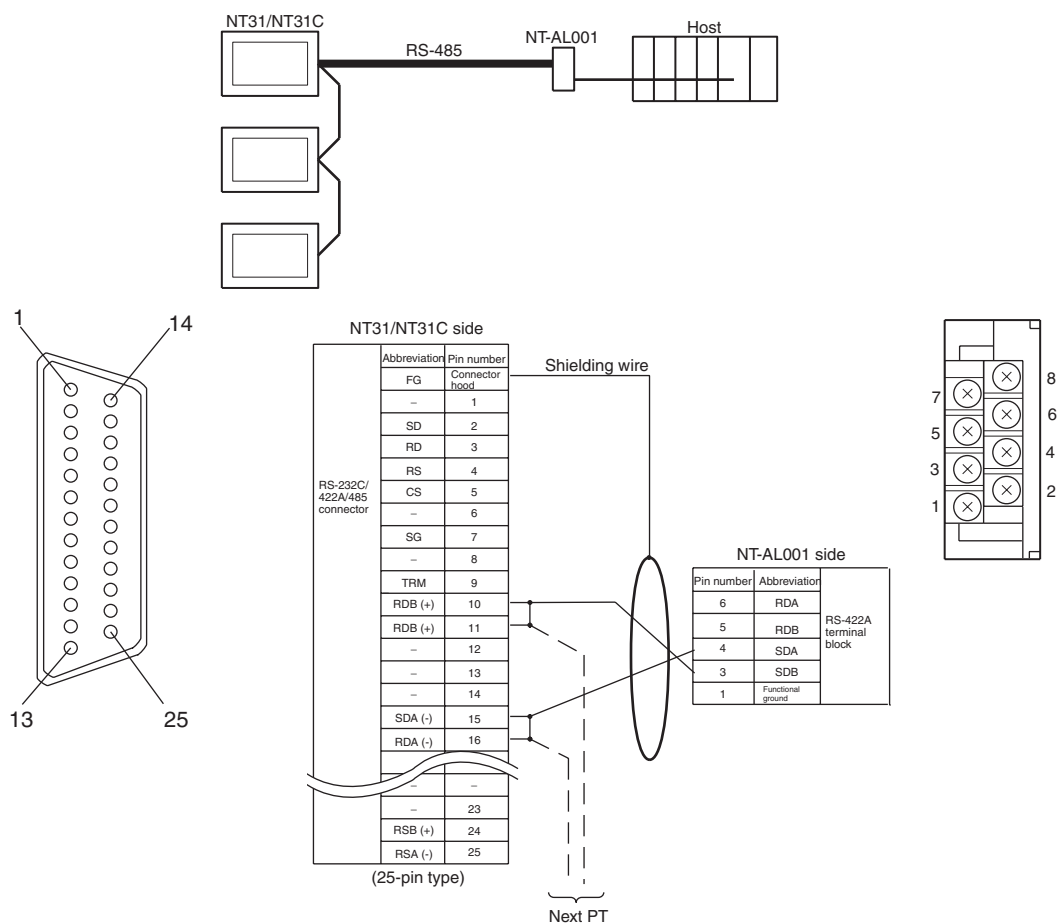 NT31/NT31C
RS-485
NT-AL001
Host
1
14
13
25
NT31/NT31C side
Abbreviation Pin number
FG Connector hood
– 1
SD 2
RD 3
RS 4
RS-232C/
422A/485
connector
CS 5
– 6
SG 7
– 8
TRM 9
RDB (+) 10
RDB (+) 11
– 12
– 13
– 14
SDA (-) 15
RDA (-) 16
– –
– 23
RSB (+) 24
RSA (-) 25
(25-pin type)
Shielding wire
Next PT
NT-AL001 side
Pin number Abbreviation
6 RDA
5 RDB
4 SDA
3 SDB
1 Functional ground
RS-422A
terminal
block
8
7
6
5
4
3
2
1